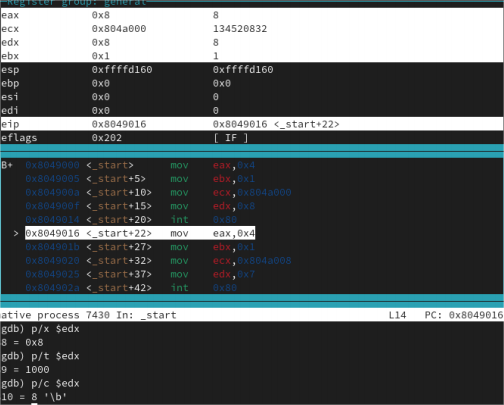 Register group: general
eax 0x8 8
ecx 0x804a000 134520832
edx 0x8 8
ebx 0x1 1
esp 0xffffd160 0xffffd160
ebp 0x0 0x0
esi 0x0 0
edi 0x0 0
eip 0x8049016 0x8049016 <_start+22>
eflags 0x202 [ IF ]
B+ 0x8049000 <_start> mov eax,0x4
0x8049005 <_start+5> mov ebx,0x1
0x804900a <_start+10> mov ecx,0x804a000
0x804900f <_start+15> mov edx,0x8
0x8049014 <_start+20> int 0x80
> 0x8049016 <_start+22> mov eax,0x4
0x804901b <_start+27> mov ebx,0x1
0x8049020 <_start+32> mov ecx,0x804a008
0x8049025 <_start+37> mov edx,0x7
0x804902a <_start+42> int 0x80
ative process 7430 In: _start L14 PC: 0x8049016
gdb) p/x $edx
8 = 0x8
gdb) p/t $edx
9 = 1000
gdb) p/c $edx
10 = 8 '\b'